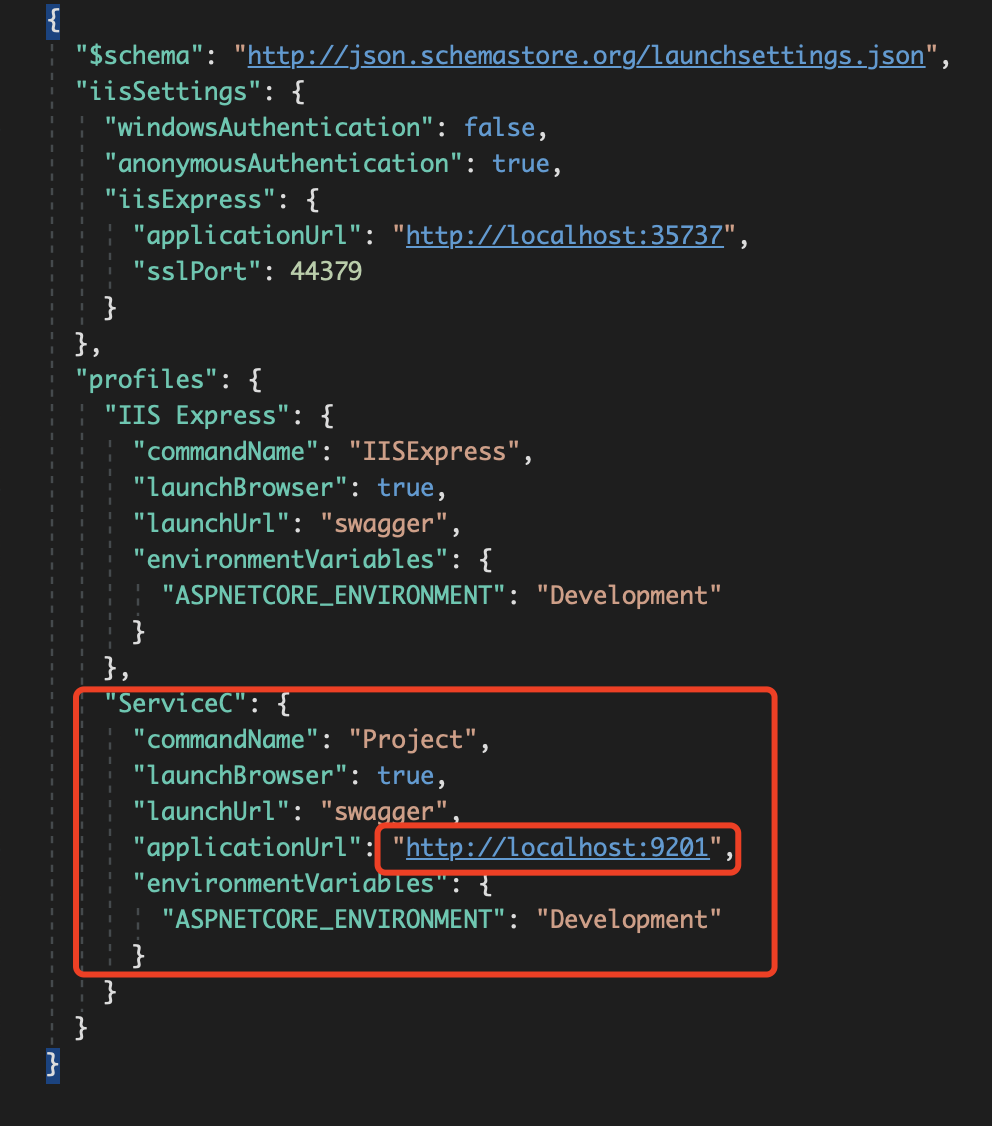 {
"$schema": "http://json.schemastore.org/launchsettings.json",
"iisSettings": {
"windowsAuthentication": false,
"anonymousAuthentication": true,
"iisExpress": {
"applicationUrl": "http://localhost:35737",
"sslPort": 44379
}
},
"profiles": {
"IIS Express": {
"commandName": "IISExpress",
"launchBrowser": true,
"launchUrl": "swagger",
"environmentVariables": {
"ASPNETCORE_ENVIRONMENT": "Development"
}
},
"ServiceC": {
"commandName": "Project",
"launchBrowser": true,
"launchUrl": "swagger",
"applicationUrl": "http://localhost:9201",
"environmentVariables": {
"ASPNETCORE_ENVIRONMENT": "Development"
}
}
}
}